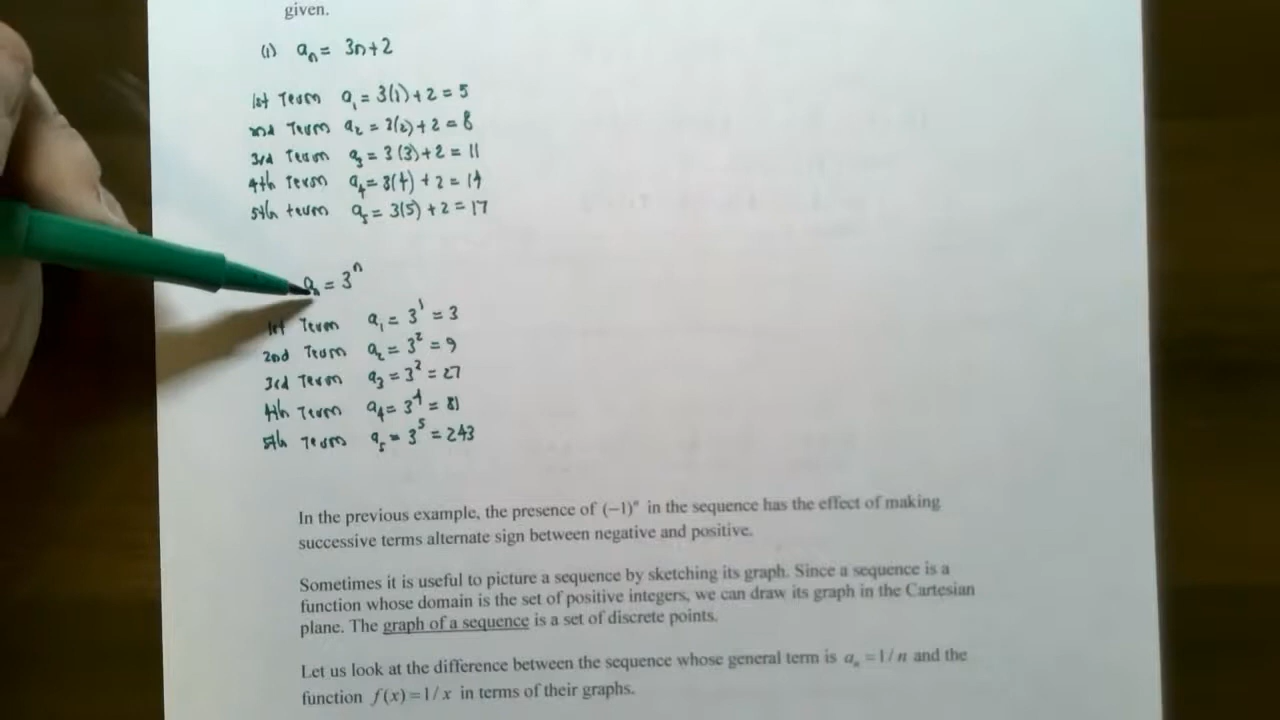 given.
(1) aₙ = 3n+2
1st Term a₁ = 3(1)+2 = 5
2nd Term a₂ = 3(2)+2 = 8
3rd Term a₃ = 3(3)+2 = 11
4th Term a₄ = 3(4)+2 = 14
5th term a₅ = 3(5)+2 = 17
aₙ = 3ⁿ
1st Term a₁ = 3¹ = 3
2nd Term a₂ = 3² = 9
3rd Term a₃ = 3² = 27
4th Term a₄ = 3⁴ = 81
5th Term a₅ = 3⁵ = 243
In the previous example, the presence of (−1)ⁿ in the sequence has the effect of making
successive terms alternate sign between negative and positive.
Sometimes it is useful to picture a sequence by sketching its graph. Since a sequence is a
function whose domain is the set of positive integers, we can draw its graph in the Cartesian
plane. The graph of a sequence is a set of discrete points.
Let us look at the difference between the sequence whose general term is aₙ = 1/n and the
function f(x) = 1/x in terms of their graphs.